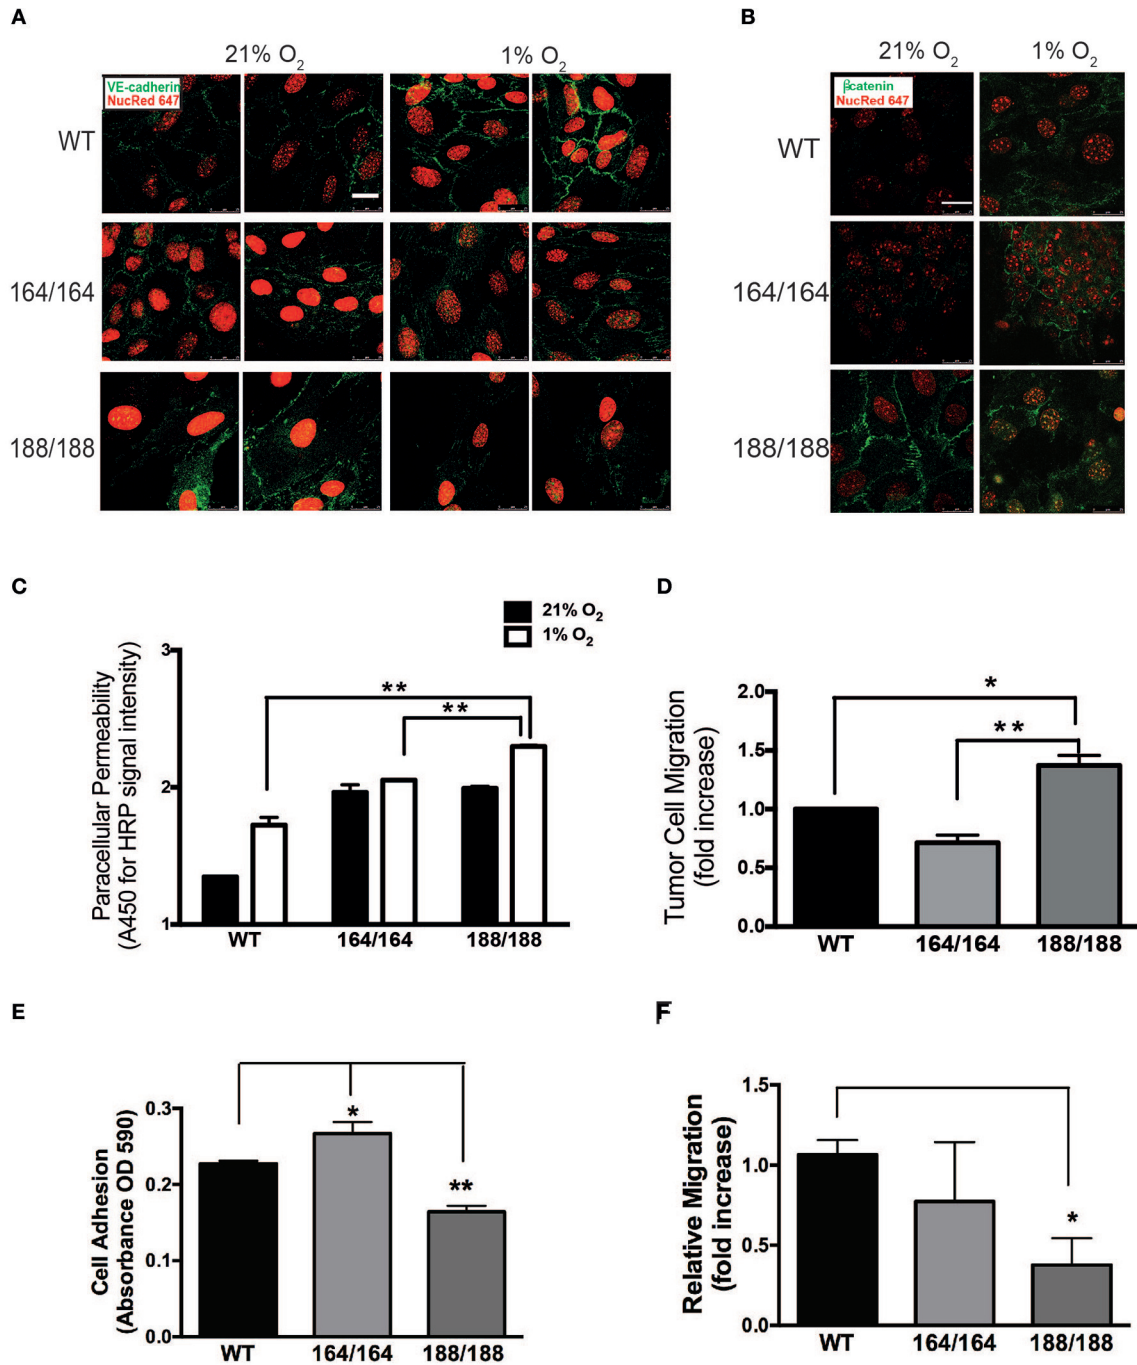 A
B
21% O2
1% O2
21% O2
1% O2
VE-cadherin
NucRed 647
βcatenin
NucRed 647
WT
WT
164/164
164/164
188/188
188/188
C
D
21% O2
1% O2
Paracellular Permeability
(A450 for HRP signal intensity)
3
2
1
**
**
WT
164/164
188/188
Tumor Cell Migration
(fold increase)
2.0
1.5
1.0
0.5
0.0
*
**
WT
164/164
188/188
E
F
Cell Adhesion
(Absorbance OD 590)
0.3
0.2
0.1
0.0
*
**
WT
164/164
188/188
Relative Migration
(fold increase)
1.5
1.0
0.5
0.0
*
WT
164/164
188/188